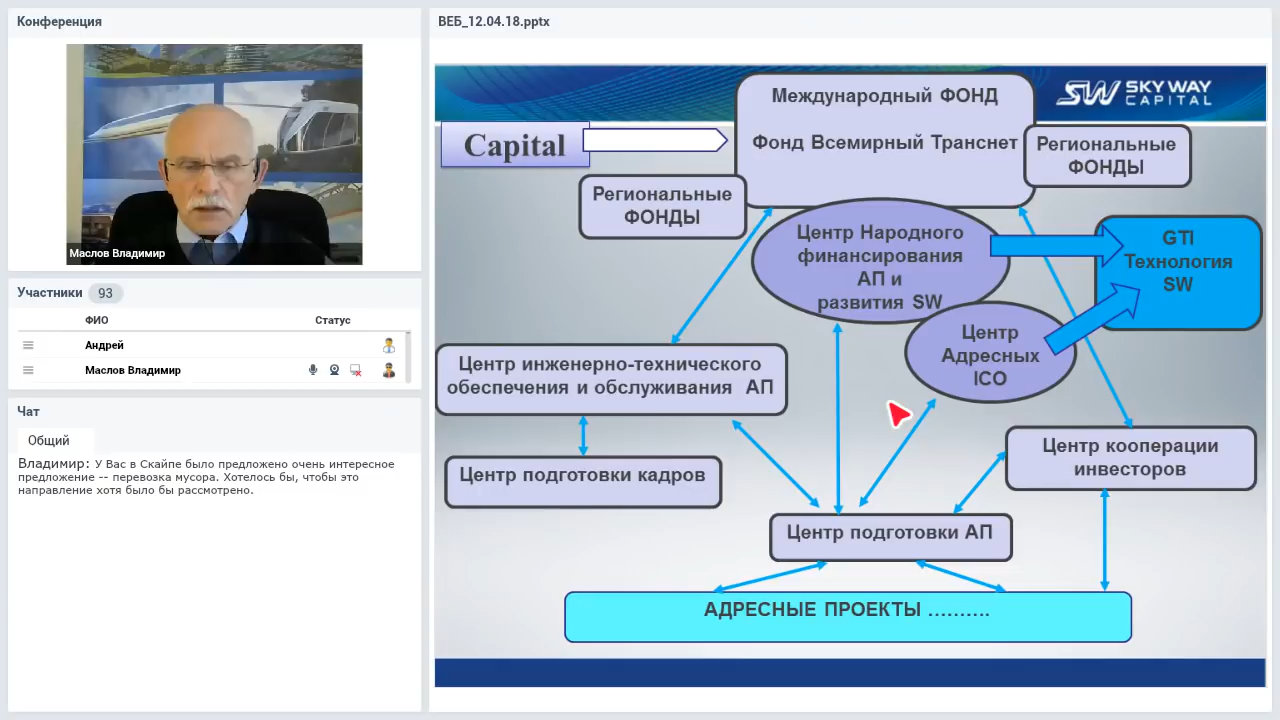 Конференция
Маслов Владимир
Участники 93
ФИО Статус
Андрей
Маслов Владимир
Чат
Общий
Владимир: У Вас в Скайпе было предложено очень интересное
предложение -- перевозка мусора. Хотелось бы, чтобы это
направление хотя было бы рассмотрено.
ВЕБ_12.04.18.pptx
SW SKY WAY
CAPITAL
Capital
Международный ФОНД
Фонд Всемирный Транснет
Региональные
ФОНДЫ
Региональные
ФОНДЫ
Центр Народного
финансирования
АП и
развития SW
GTI
Технология
SW
Центр
Адресных
ICO
Центр инженерно-технического
обеспечения и обслуживания АП
Центр кооперации
инвесторов
Центр подготовки кадров
Центр подготовки АП
АДРЕСНЫЕ ПРОЕКТЫ ……….